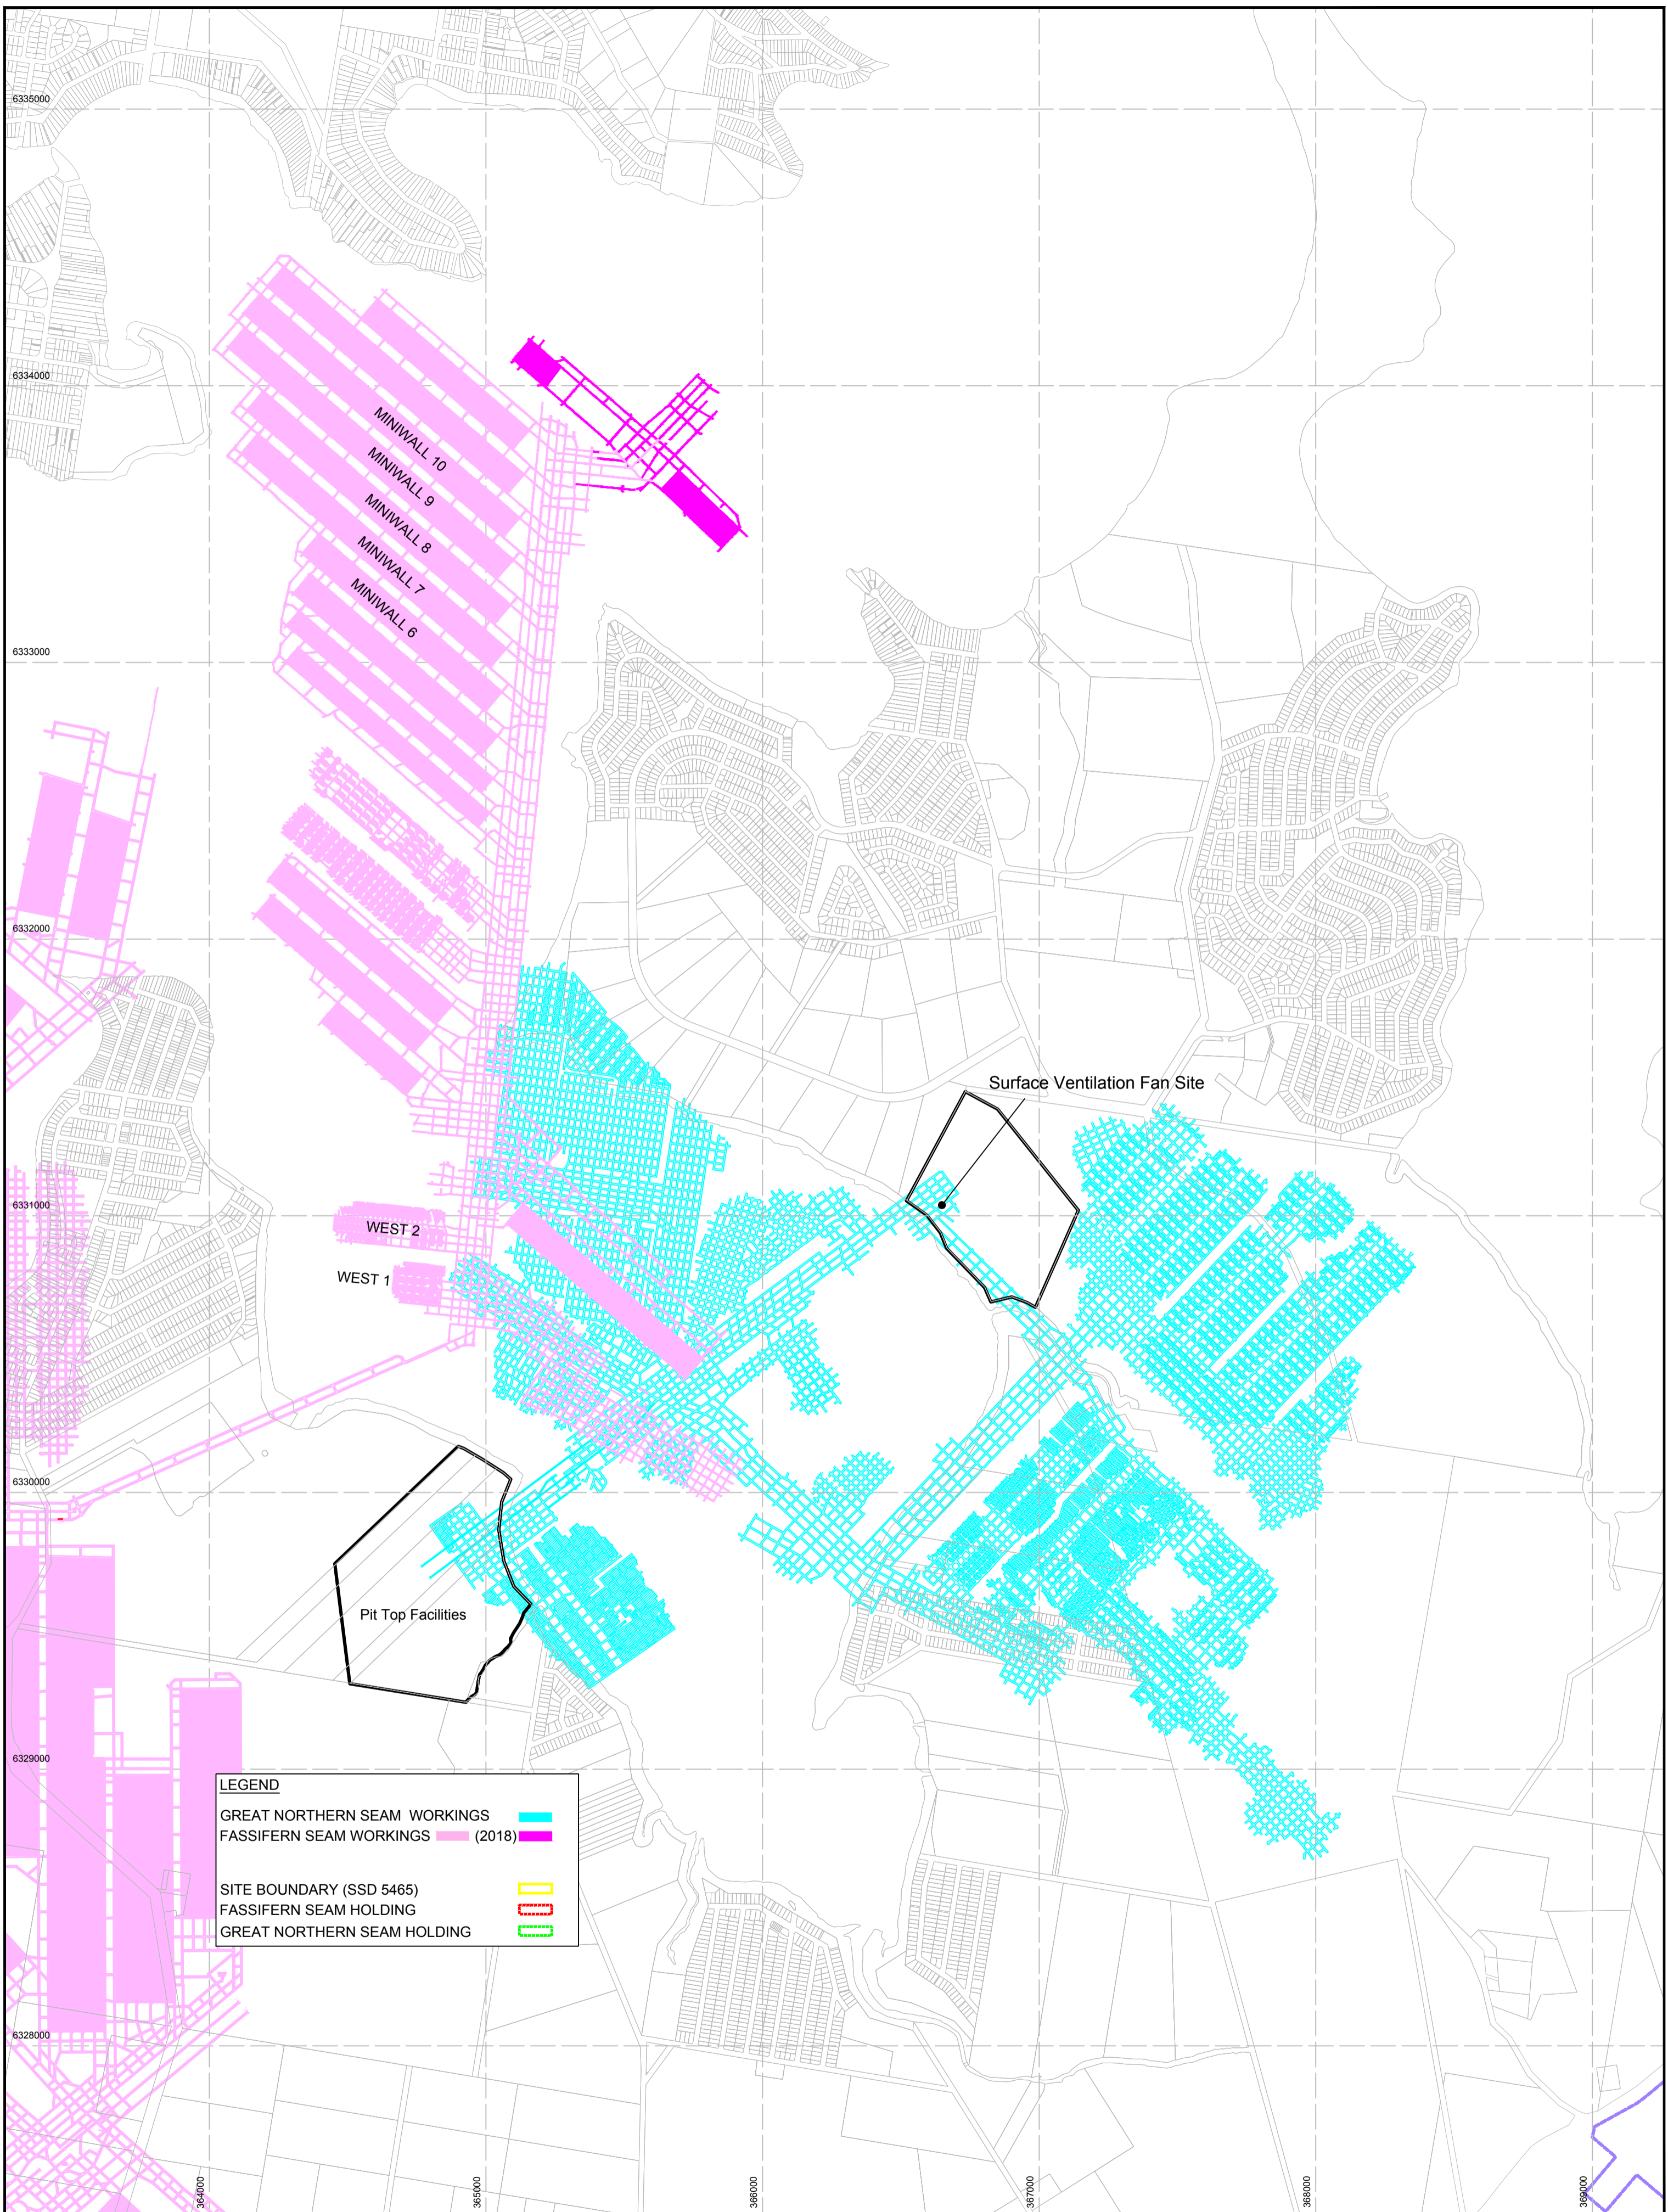 6335000
6334000
MINIWALL 10
MINIWALL 9
MINIWALL 8
MINIWALL 7
MINIWALL 6
6333000
6332000
Surface Ventilation Fan Site
6331000
WEST 2
WEST 1
6330000
Pit Top Facilities
6329000
LEGEND
GREAT NORTHERN SEAM WORKINGS
FASSIFERN SEAM WORKINGS (2018)
SITE BOUNDARY (SSD 5465)
FASSIFERN SEAM HOLDING
GREAT NORTHERN SEAM HOLDING
6328000
364000
365000
366000
367000
368000
369000